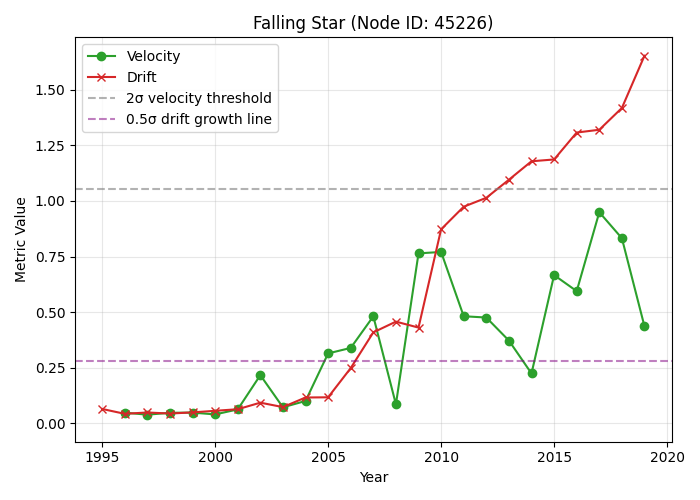 Falling Star (Node ID: 45226)
Velocity
Drift
2σ velocity threshold
0.5σ drift growth line
Metric Value
1.50
1.25
1.00
0.75
0.50
0.25
0.00
1995 2000 2005 2010 2015 2020
Year